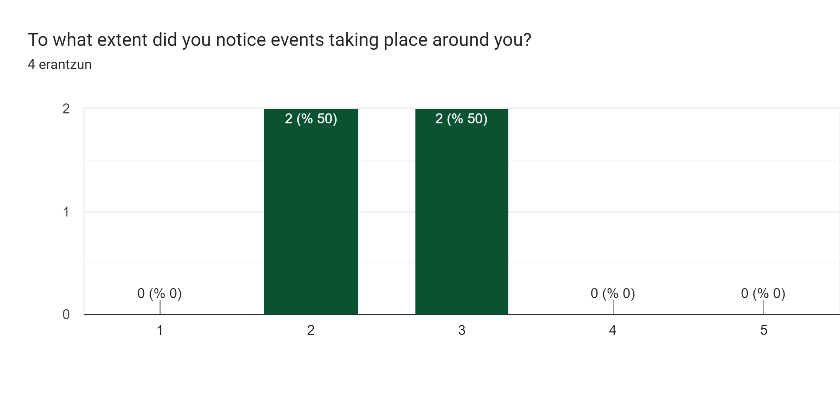 To what extent did you notice events taking place around you?
4 erantzun
2
2 (% 50)
2 (% 50)
1
0 (% 0)
0 (% 0)
0 (% 0)
0
1
2
3
4
5